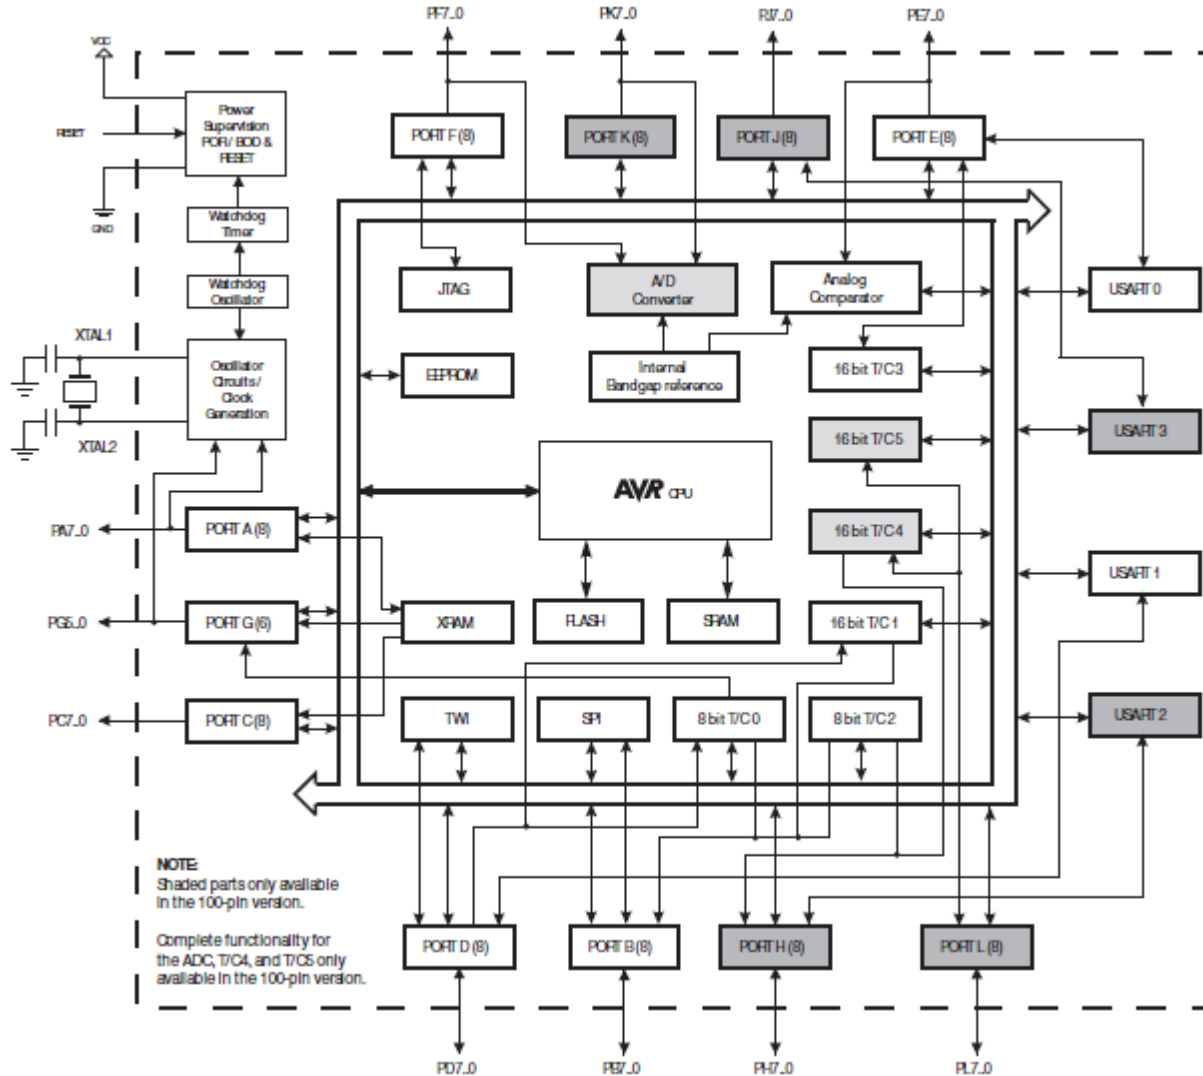 PF7..0
PK7..0
PJ7..0
PE7..0
VCC
RESET
GND
Power
Supervision
POR / BOD &
RESET
PORT F (8)
PORT K (8)
PORT J (8)
PORT E (8)
Watchdog
Timer
Watchdog
Oscillator
JTAG
A/D
Converter
Analog
Comparator
USART 0
XTAL1
Oscillator
Circuits /
Clock
Generation
EEPROM
Internal
Bandgap reference
16 bit T/C 3
XTAL2
16 bit T/C 5
USART 3
AVR CPU
PA7..0
PORT A (8)
16 bit T/C 4
USART 1
PG5..0
PORT G (6)
XRAM
FLASH
SRAM
16 bit T/C 1
PC7..0
PORT C (8)
TWI
SPI
8 bit T/C 0
8 bit T/C 2
USART 2
NOTE:
Shaded parts only available
in the 100-pin version.
Complete functionality for
the ADC, T/C4, and T/C5 only
available in the 100-pin version.
PORT D (8)
PORT B (8)
PORT H (8)
PORT L (8)
PD7..0
PB7..0
PH7..0
PL7..0